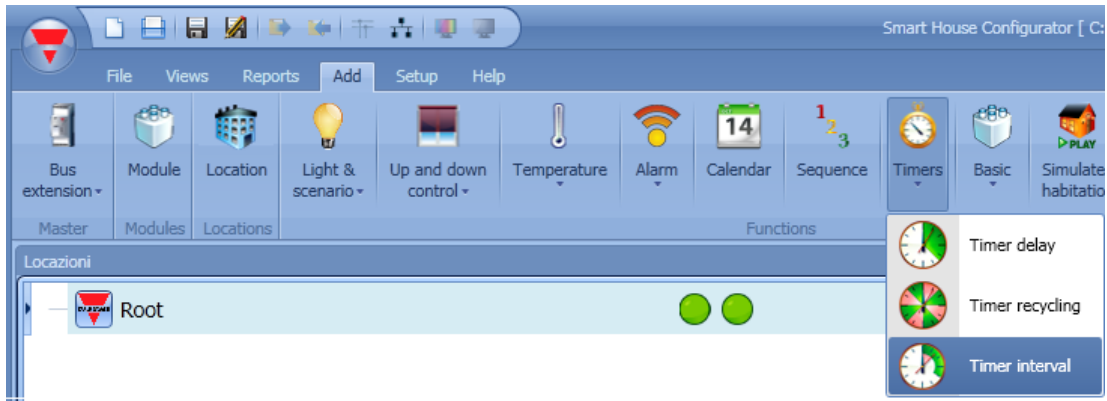 Smart House Configurator [ C:
File Views Reports Add Setup Help
14
1
2
3
PLAY
Bus extension
Module
Location
Light & scenario
Up and down control
Temperature
Alarm
Calendar
Sequence
Timers
Basic
Simulate habitatio
Master
Modules
Locations
Functions
Timer delay
Locazioni
Root
Timer recycling
Timer interval